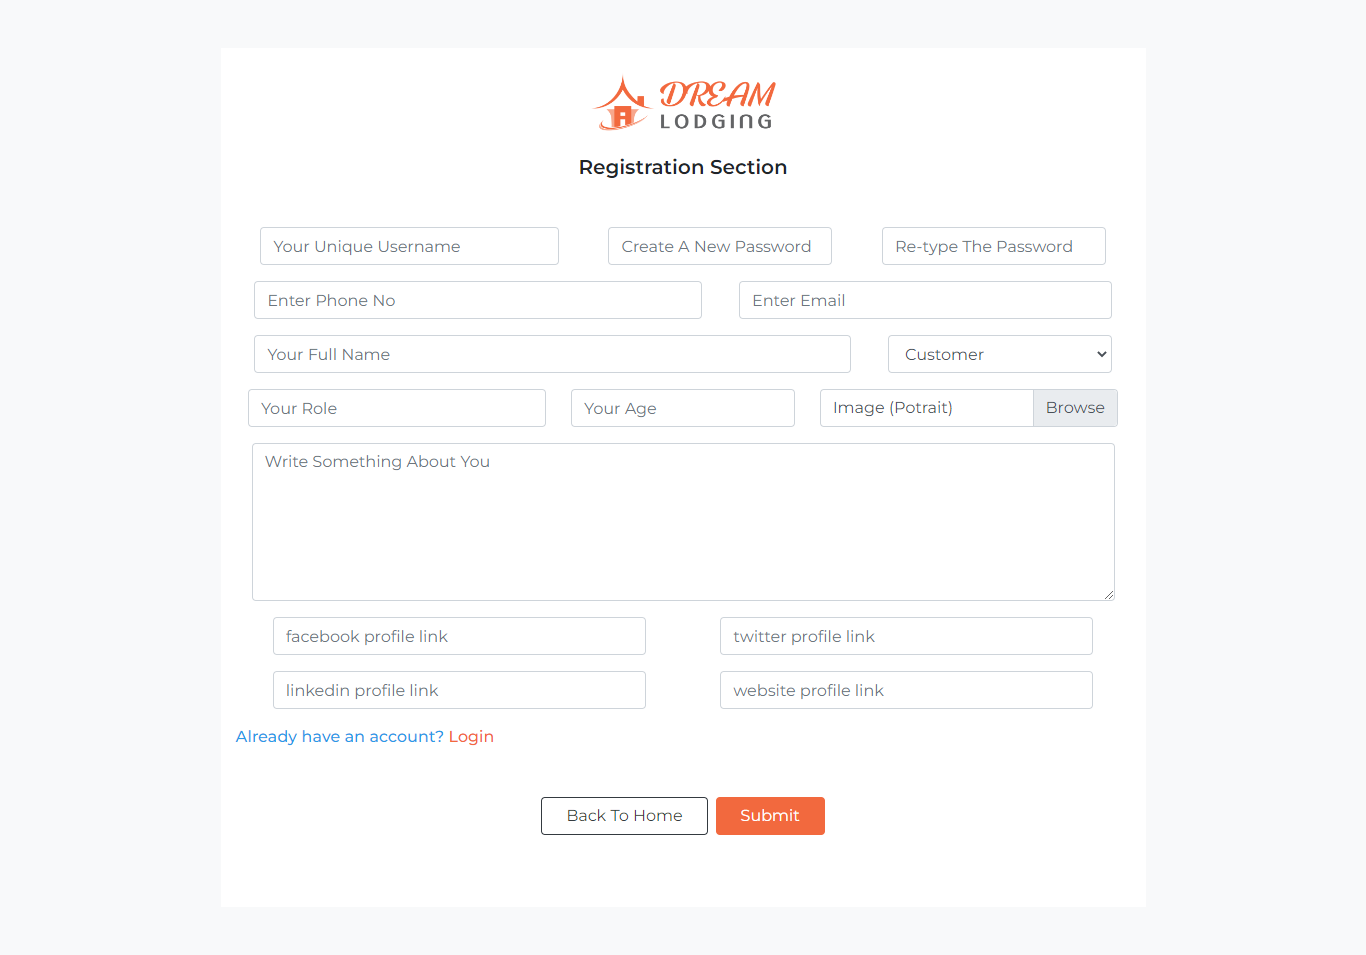 DREAM
LODGING
Registration Section
Your Unique Username Create A New Password Re-type The Password
Enter Phone No Enter Email
Your Full Name Customer
Your Role Your Age Image (Potrait) Browse
Write Something About You
facebook profile link twitter profile link
linkedin profile link website profile link
Already have an account? Login
Back To Home Submit